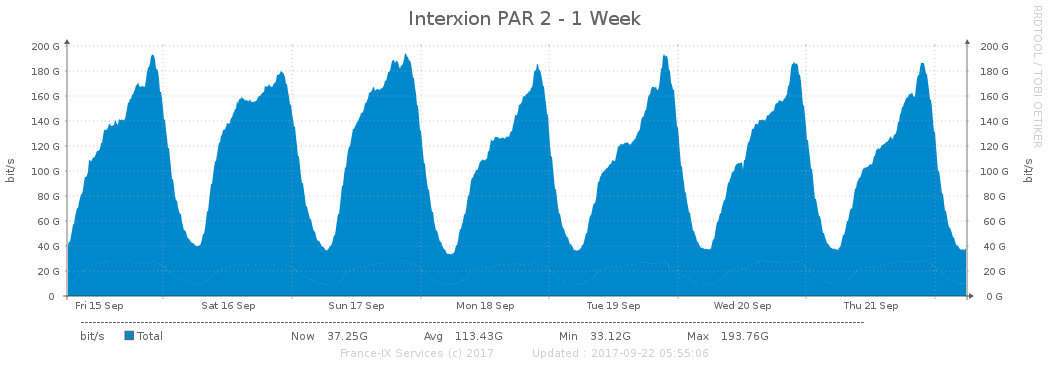 Interxion PAR 2 - 1 Week
RRDTOOL / TOBI OETIKER
200 G 200 G
180 G 180 G
160 G 160 G
140 G 140 G
120 G 120 G
100 G 100 G
80 G 80 G
60 G 60 G
40 G 40 G
20 G 20 G
0 0 G
bit/s
bit/s
Fri 15 Sep Sat 16 Sep Sun 17 Sep Mon 18 Sep Tue 19 Sep Wed 20 Sep Thu 21 Sep
bit/s Total Now 37.25G Avg 113.43G Min 33.12G Max 193.76G
France-IX Services (c) 2017 Updated : 2017-09-22 05:55:06